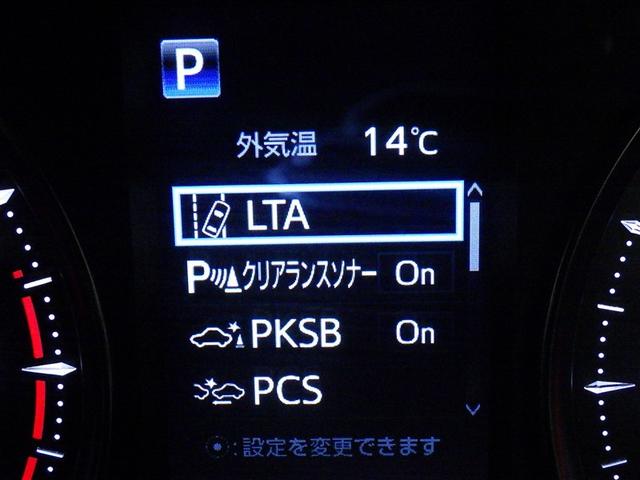 P
外気温 14℃
LTA
Pクリアランスソナー On
PKSB On
PCS
:設定を変更できます